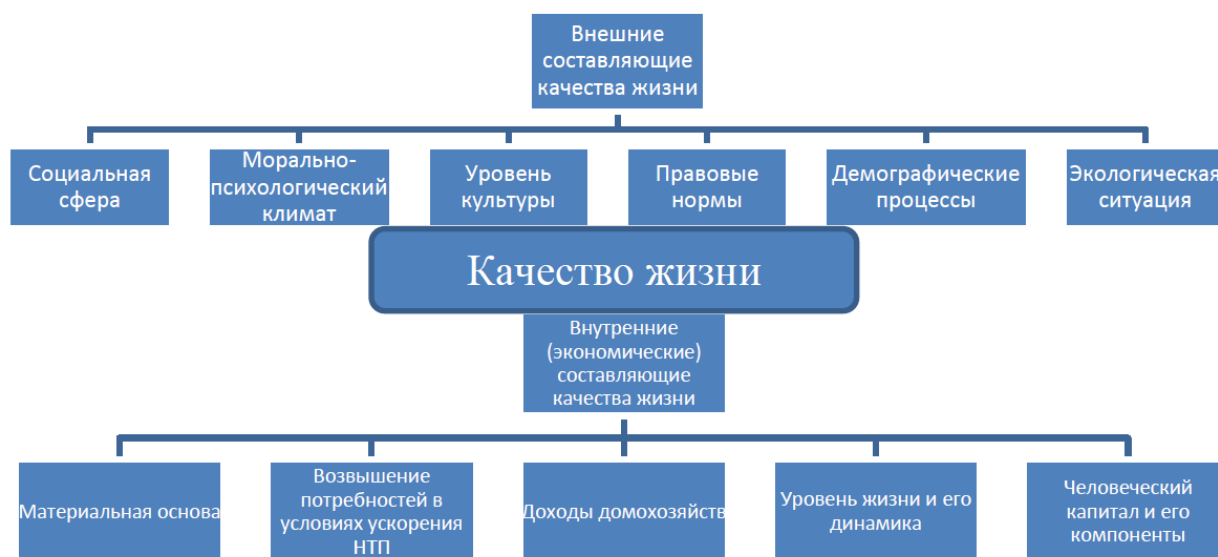 Внешние
составляющие
качества жизни
Социальная
сфера
Морально-
психологический
климат
Уровень
культуры
Правовые
нормы
Демографические
процессы
Экологическая
ситуация
Качество жизни
Внутренние
(экономические)
составляющие
качества жизни
Материальная основа
Возвышение
потребностей в
условиях ускорения
НТП
Доходы домохозяйств
Уровень жизни и его
динамика
Человеческий
капитал и его
компоненты